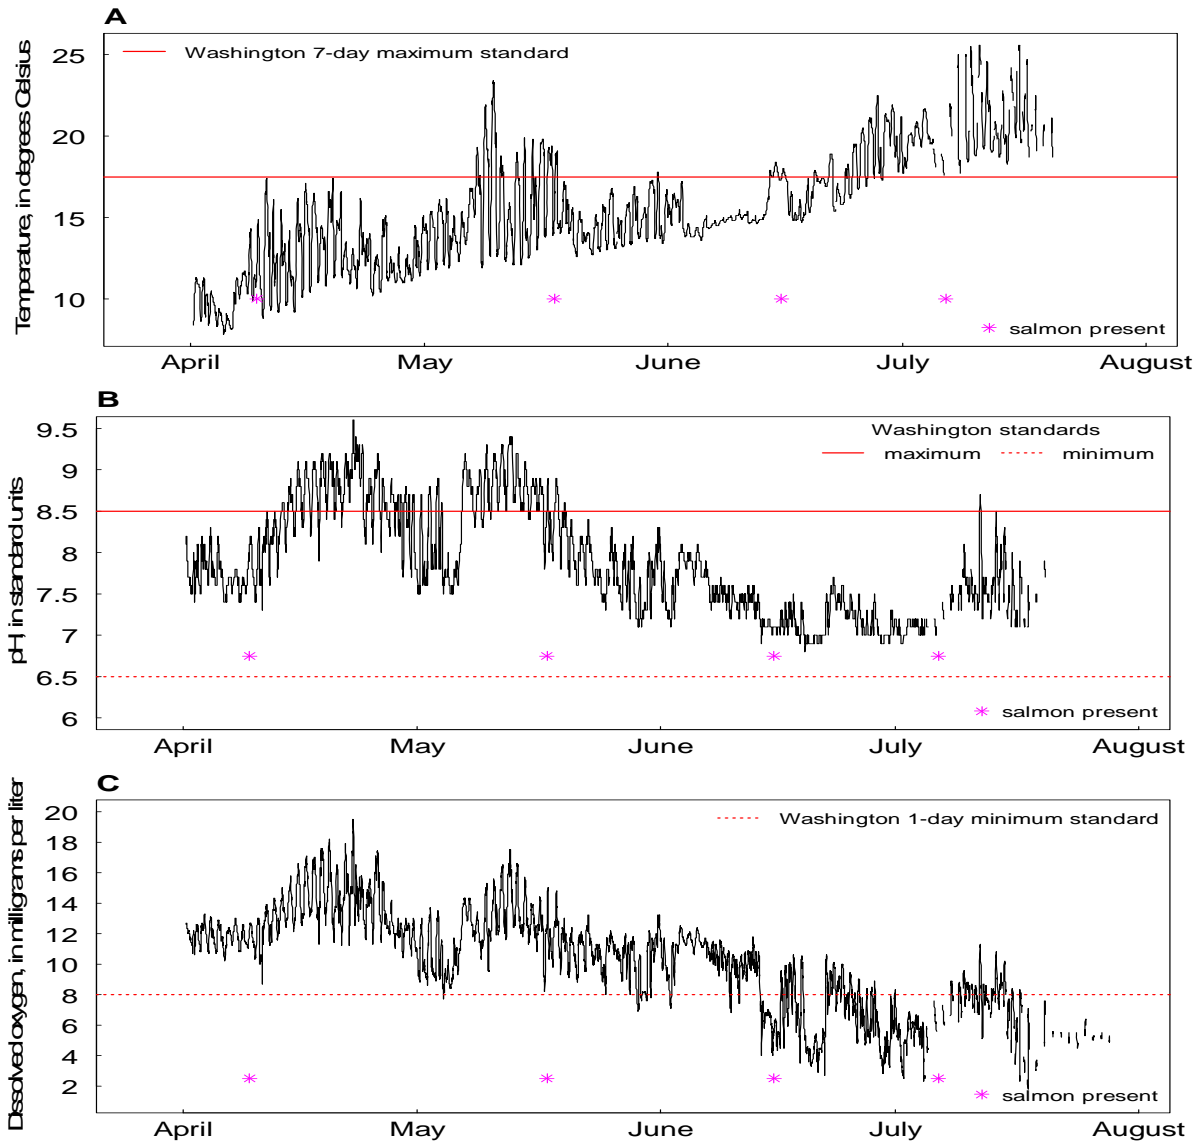 A
Temperature, in degrees Celsius
Washington 7-day maximum standard
25
20
15
10
* salmon present
April May June July August
B
pH in standard units
9.5
9
8.5
8
7.5
7
6.5
6
Washington standards
maximum minimum
* salmon present
April May June July August
C
Dissolved oxygen, in milligrams per liter
20
18
16
14
12
10
8
6
4
2
Washington 1-day minimum standard
* salmon present
April May June July August